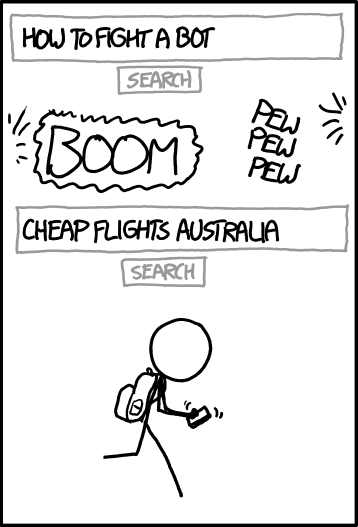 HOW TO FIGHT A BOT
SEARCH
BOOM
PEW
PEW
PEW
CHEAP FLIGHTS AUSTRALIA
SEARCH